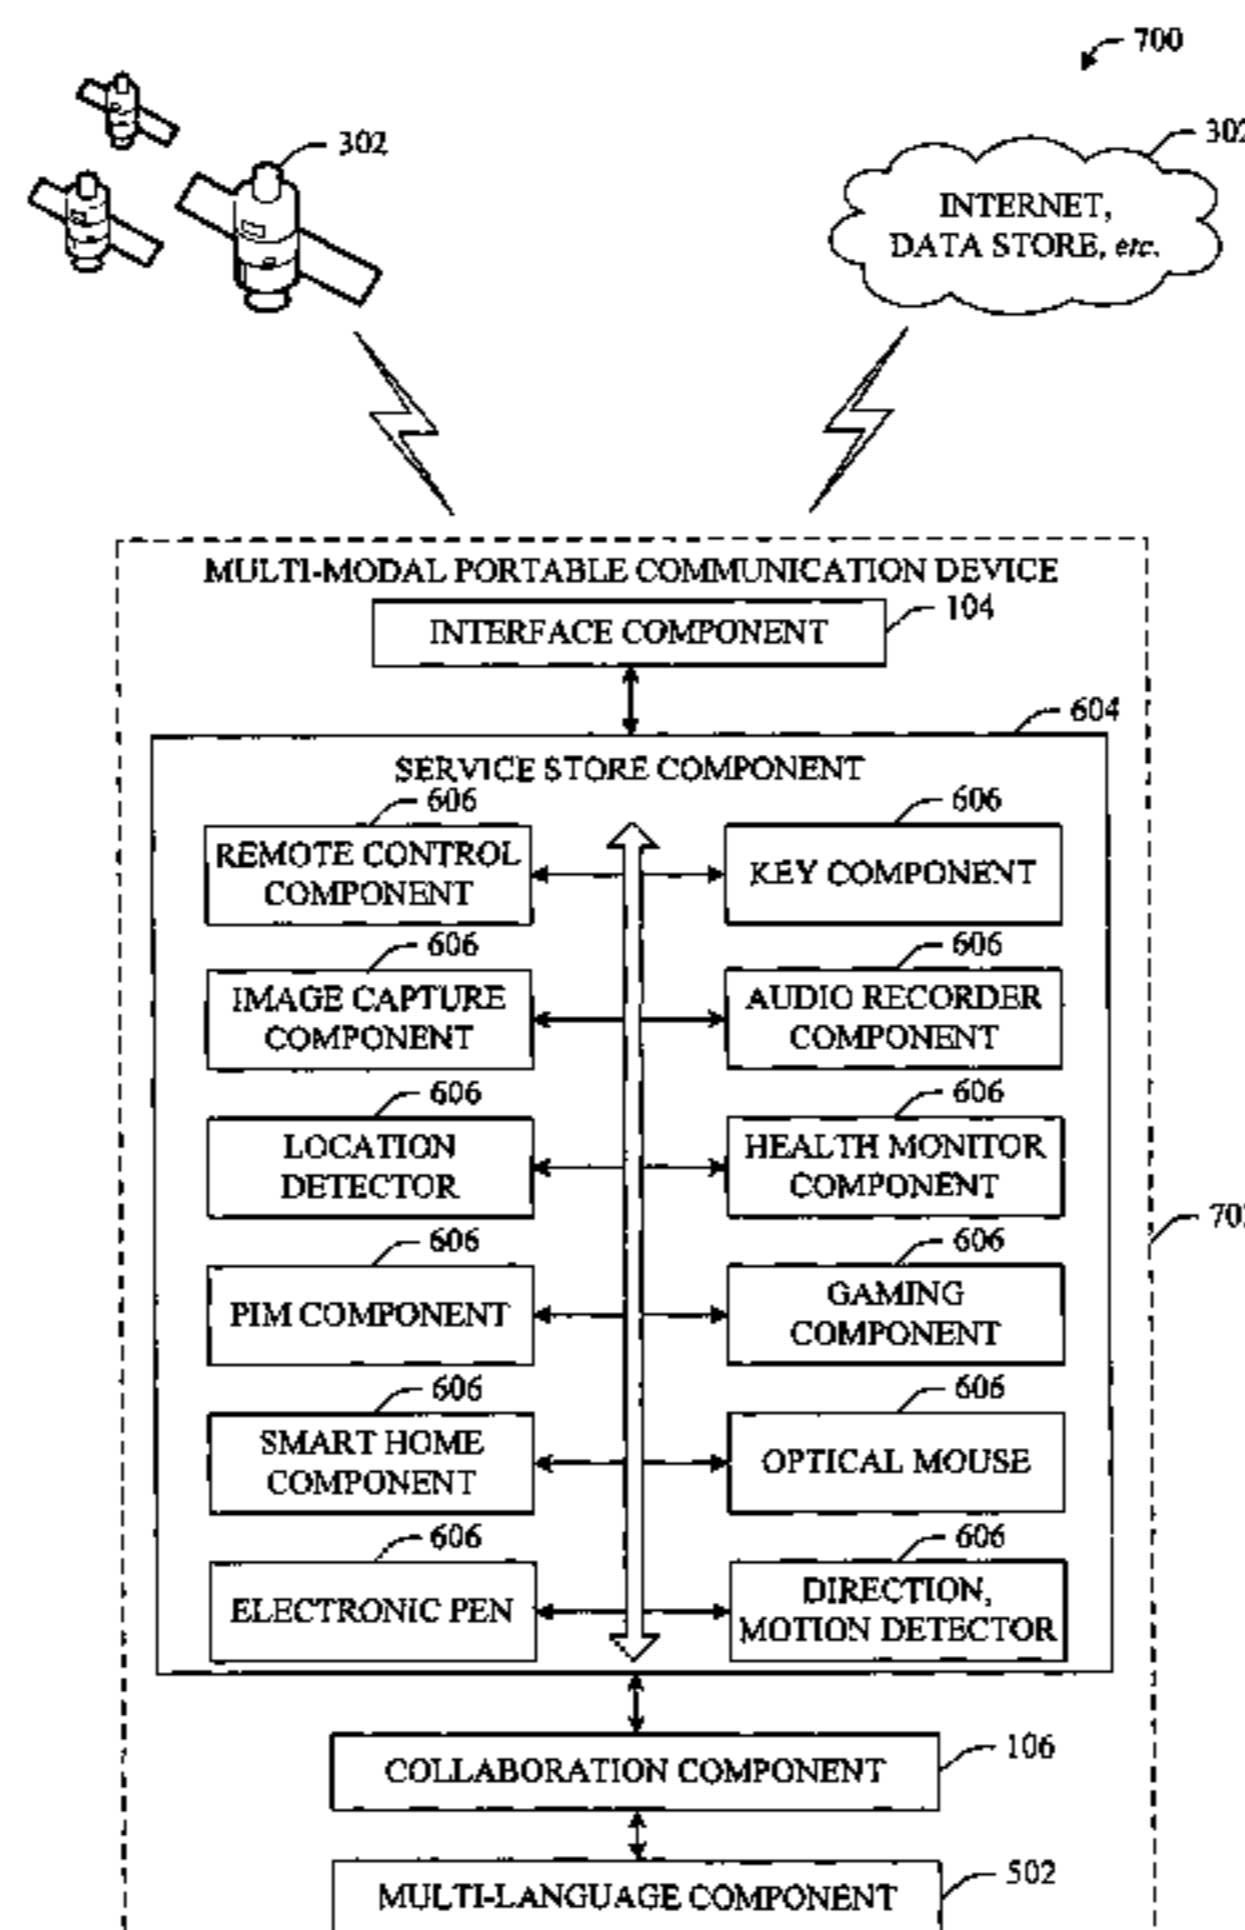 700
302
302
INTERNET,
DATA STORE, etc.
MULTI-MODAL PORTABLE COMMUNICATION DEVICE
104
INTERFACE COMPONENT
604
SERVICE STORE COMPONENT
606
606
REMOTE CONTROL
COMPONENT
KEY COMPONENT
606
606
IMAGE CAPTURE
COMPONENT
AUDIO RECORDER
COMPONENT
606
606
LOCATION
DETECTOR
HEALTH MONITOR
COMPONENT
702
606
606
PIM COMPONENT
GAMING
COMPONENT
606
606
SMART HOME
COMPONENT
OPTICAL MOUSE
606
606
ELECTRONIC PEN
DIRECTION,
MOTION DETECTOR
106
COLLABORATION COMPONENT
502
MULTI-LANGUAGE COMPONENT